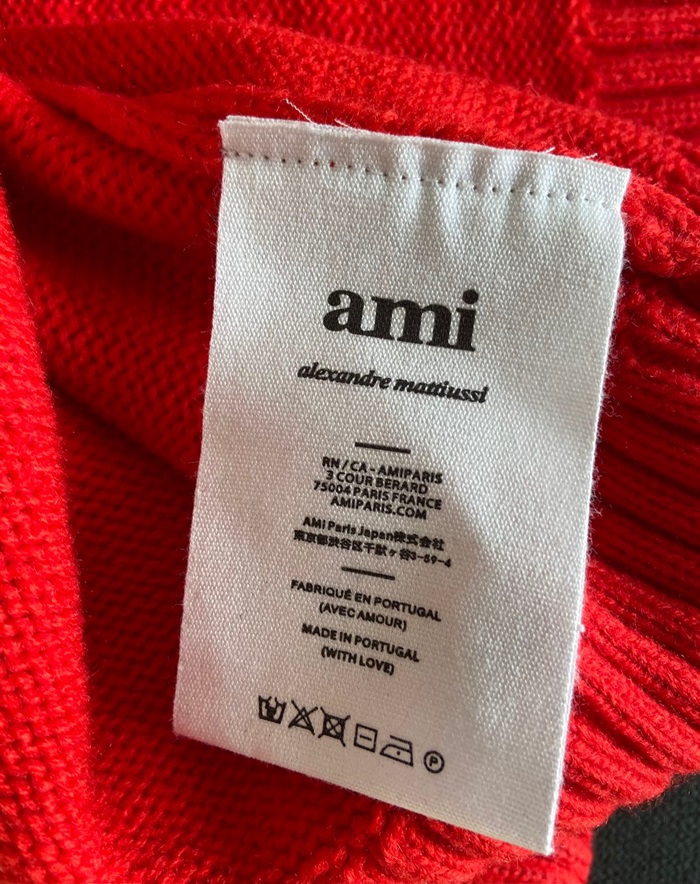 ami
alexandre mattiussi
RN / CA - AMIPARIS
3 COUR BERARD
75004 PARIS FRANCE
AMIPARIS.COM
AMI Paris Japan株式会社
東京都渋谷区千駄ヶ谷3-59-4
FABRIQUÉ EN PORTUGAL
(AVEC AMOUR)
MADE IN PORTUGAL
(WITH LOVE)
P